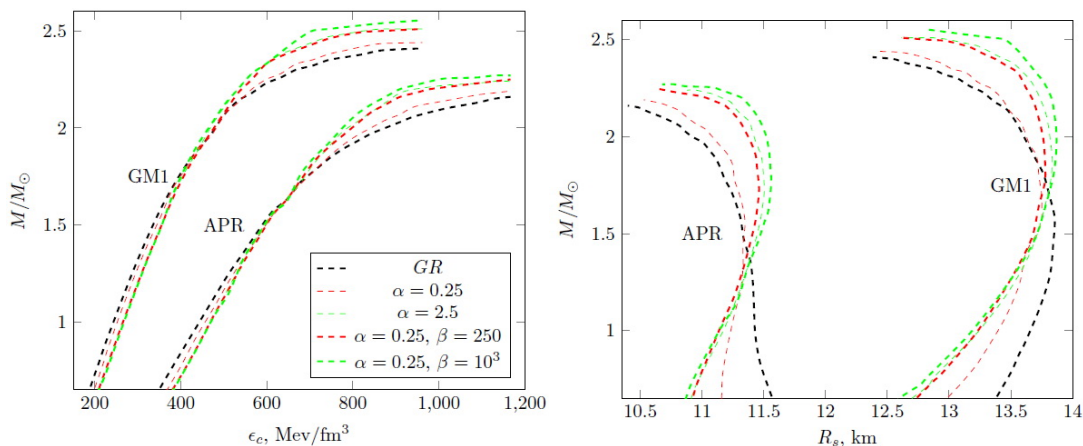 2.5
2
1.5
1
M/M⊙
GM1
APR
GR
α = 0.25
α = 2.5
α = 0.25, β = 250
α = 0.25, β = 10³
200 400 600 800 1,000 1,200
ϵc, Mev/fm³
2.5
2
1.5
1
M/M⊙
GM1
APR
10.5 11 11.5 12 12.5 13 13.5 14
Rs, km